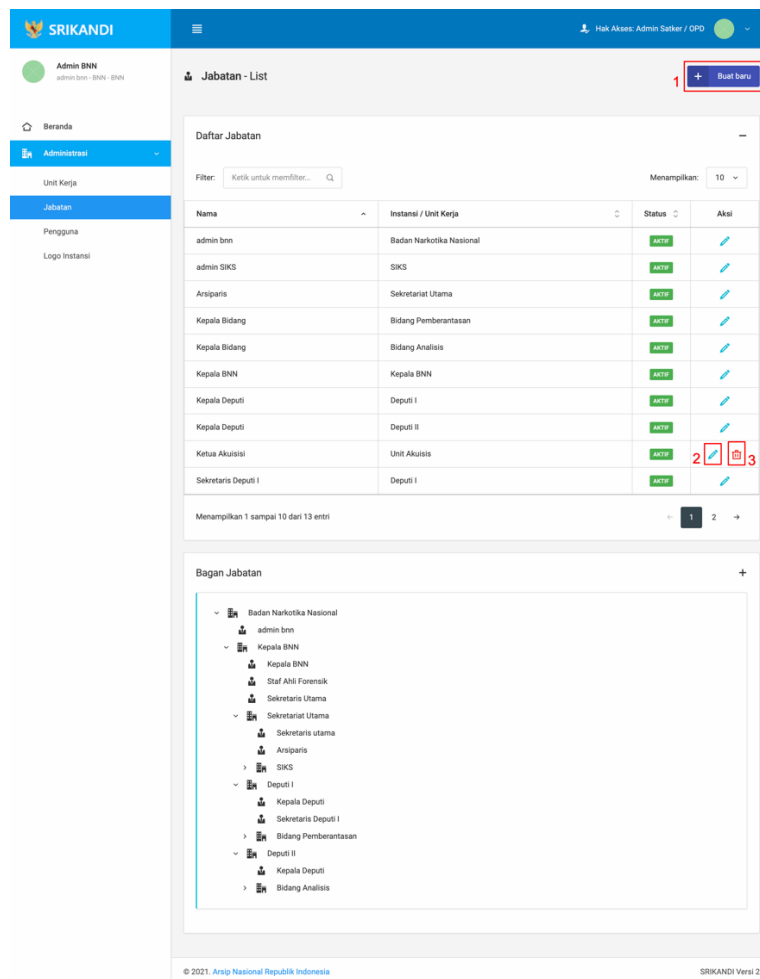 SRIKANDI
Hak Akses: Admin Satker / OPD
Admin BNN
admin bnn - BNN - BNN
Jabatan - List
1
+ Buat baru
Beranda
Administrasi
Unit Kerja
Jabatan
Pengguna
Logo Instansi
Daftar Jabatan
Filter: Ketik untuk memfilter... Menampilkan: 10
Nama Instansi / Unit Kerja Status Aksi
admin bnn Badan Narkotika Nasional AKTIF
admin SIKS SIKS AKTIF
Arsiparis Sekretariat Utama AKTIF
Kepala Bidang Bidang Pemberantasan AKTIF
Kepala Bidang Bidang Analisis AKTIF
Kepala BNN Kepala BNN AKTIF
Kepala Deputi Deputi I AKTIF
Kepala Deputi Deputi II AKTIF
Ketua Akuisisi Unit Akuisis AKTIF 2 3
Sekretaris Deputi I Deputi I AKTIF
Menampilkan 1 sampai 10 dari 13 entri ← 1 2 →
Bagan Jabatan
Badan Narkotika Nasional
admin bnn
Kepala BNN
Kepala BNN
Staf Ahli Forensik
Sekretaris Utama
Sekretariat Utama
Sekretaris utama
Arsiparis
SIKS
Deputi I
Kepala Deputi
Sekretaris Deputi I
Bidang Pemberantasan
Deputi II
Kepala Deputi
Bidang Analisis
© 2021. Arsip Nasional Republik Indonesia SRIKANDI Versi 2